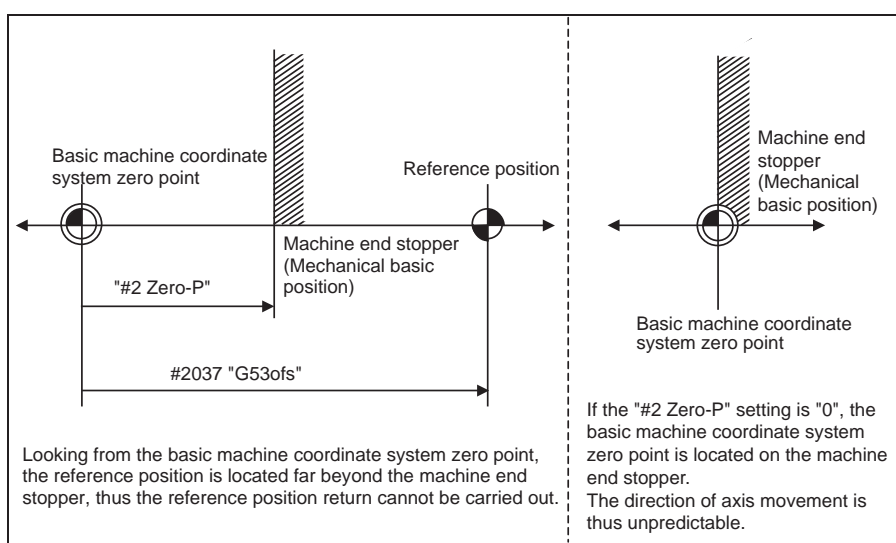 Basic machine coordinate
system zero point
Reference position
Machine end stopper
(Mechanical basic
position)
"#2 Zero-P"
#2037 "G53ofs"
Looking from the basic machine coordinate system zero point,
the reference position is located far beyond the machine end
stopper, thus the reference position return cannot be carried out.
Machine end
stopper
(Mechanical
basic position)
Basic machine coordinate
system zero point
If the "#2 Zero-P" setting is "0", the
basic machine coordinate system
zero point is located on the machine
end stopper.
The direction of axis movement is
thus unpredictable.